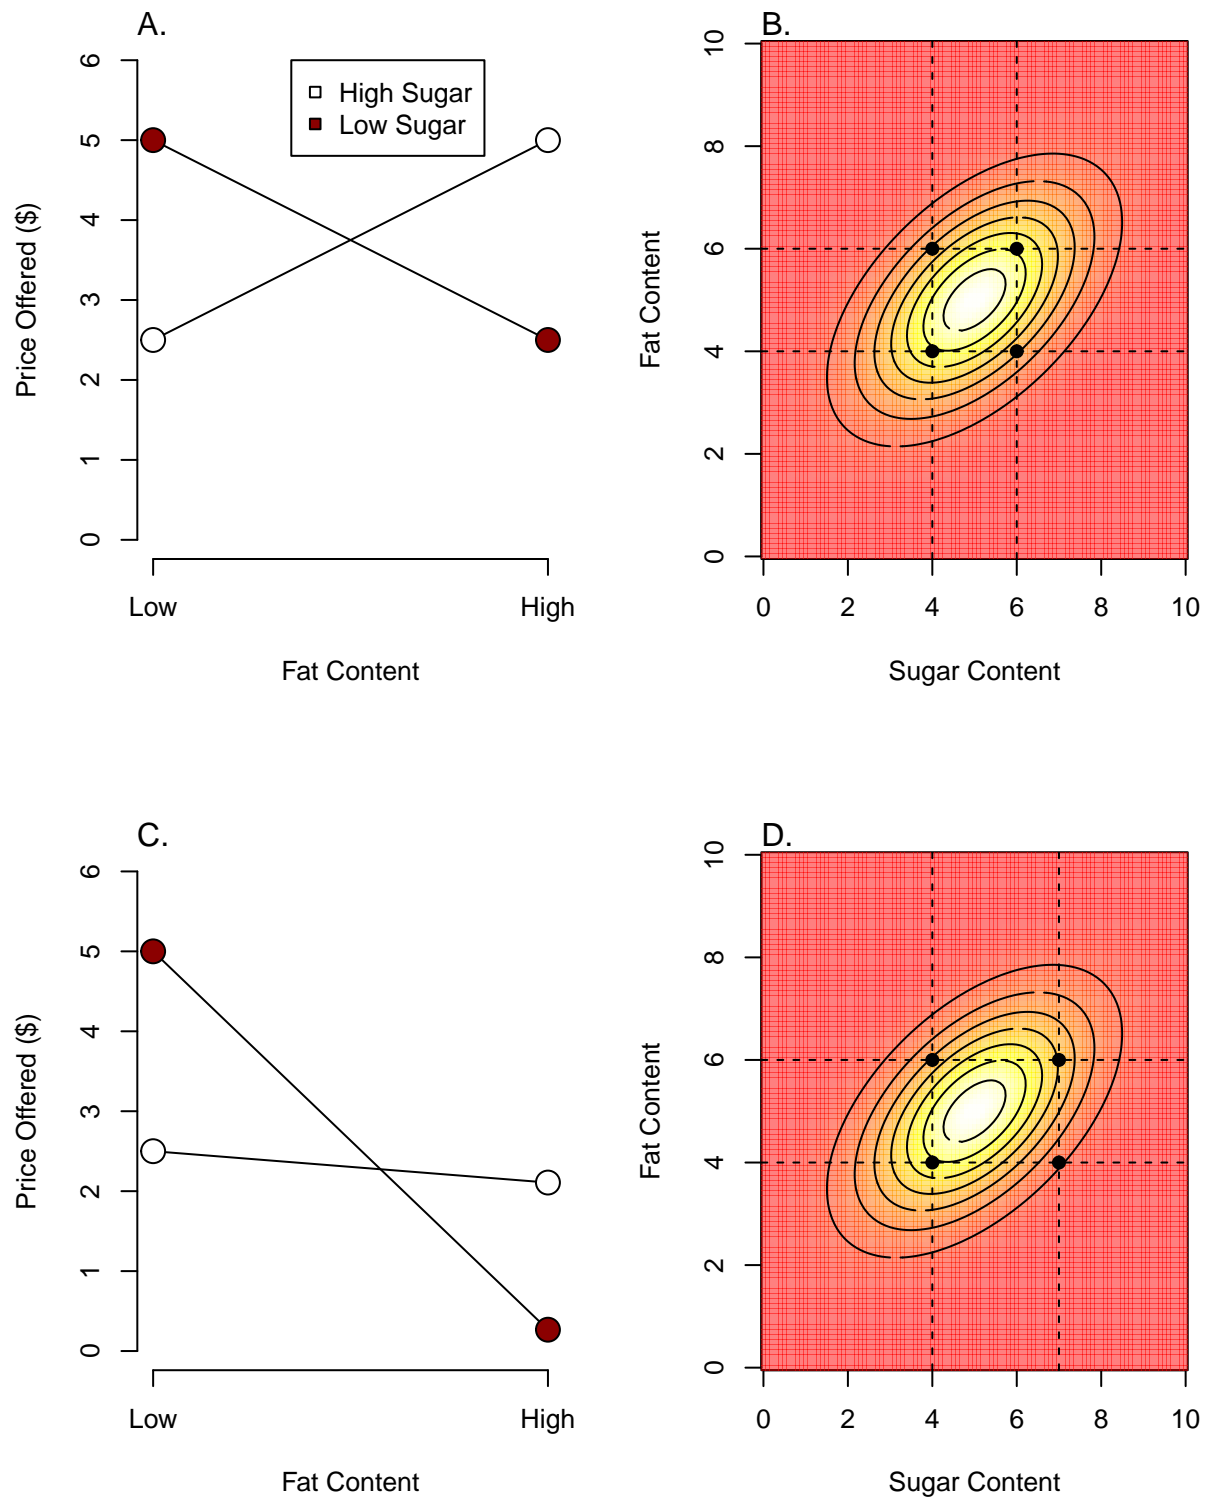 A.
Price Offered ($)
6
5
4
3
2
1
0
High Sugar
Low Sugar
Low
High
Fat Content
B.
Fat Content
10
8
6
4
2
0
0 2 4 6 8 10
Sugar Content
C.
Price Offered ($)
6
5
4
3
2
1
0
Low
High
Fat Content
D.
Fat Content
10
8
6
4
2
0
0 2 4 6 8 10
Sugar Content